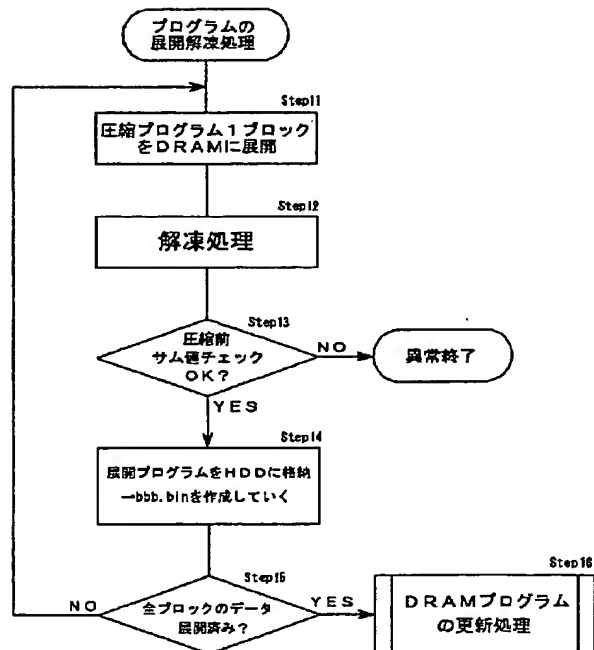 プログラムの
展開解凍処理
Step11
圧縮プログラム1ブロック
をDRAMに展開
Step12
解凍処理
Step13
圧縮前
サム値チェック
OK?
NO
異常終了
YES
Step14
展開プログラムをHDDに格納
→bbb.binを作成していく
Step15
全ブロックのデータ
展開済み?
NO
YES
Step16
DRAMプログラム
の更新処理